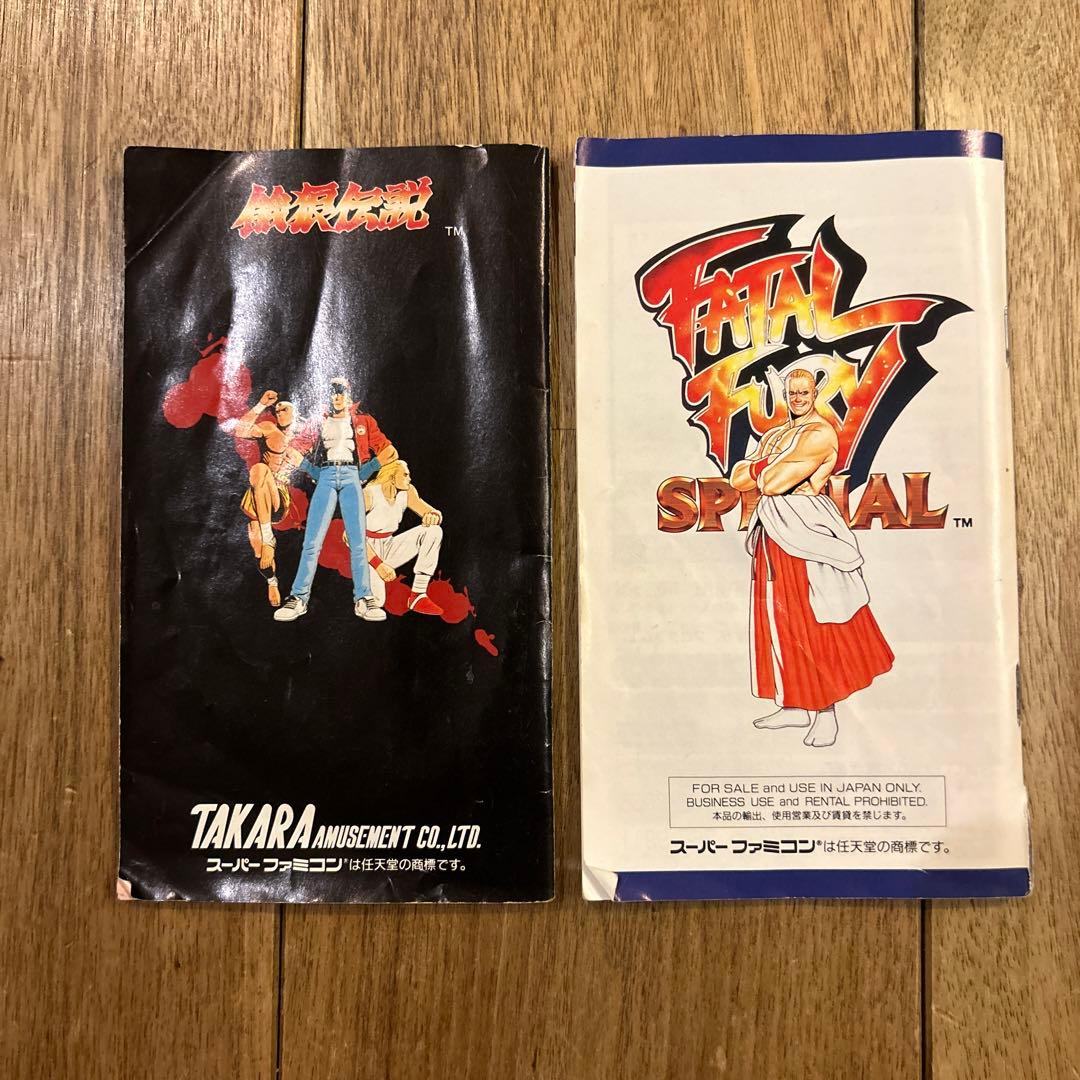 餓狼伝説
TM
TAKARA AMUSEMENT CO., LTD.
スーパーファミコン®は任天堂の商標です。
FATAL
FURY
SPECIAL TM
FOR SALE and USE IN JAPAN ONLY.
BUSINESS USE and RENTAL PROHIBITED.
本品の輸出、使用営業及び賃貸を禁じます。
スーパーファミコン®は任天堂の商標です。